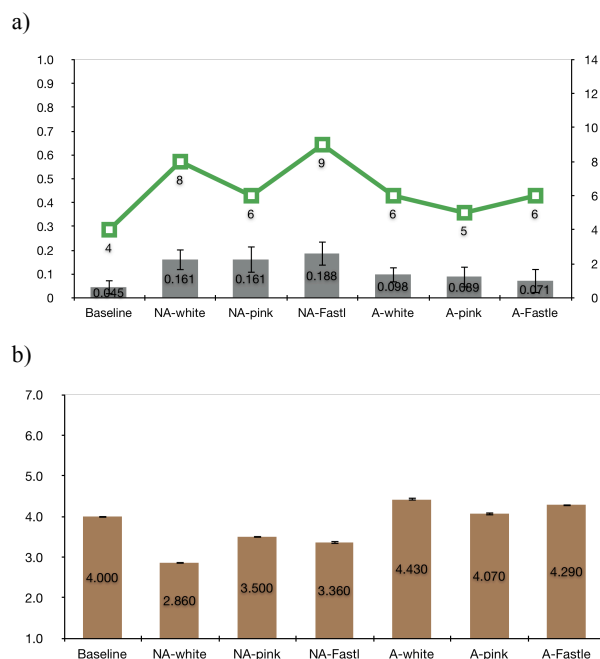 a)
1.0 14
0.9
0.8 12
0.7 10
0.6 8
0.5
0.4 6
0.3 4
0.2
0.1 2
0 0
4 8 6 9 6 5 6
0.045 0.161 0.161 0.188 0.098 0.089 0.071
Baseline NA-white NA-pink NA-Fastl A-white A-pink A-Fastle
b)
7.0
6.0
5.0
4.0
3.0
2.0
1.0
4.000 2.860 3.500 3.360 4.430 4.070 4.290
Baseline NA-white NA-pink NA-Fastl A-white A-pink A-Fastle